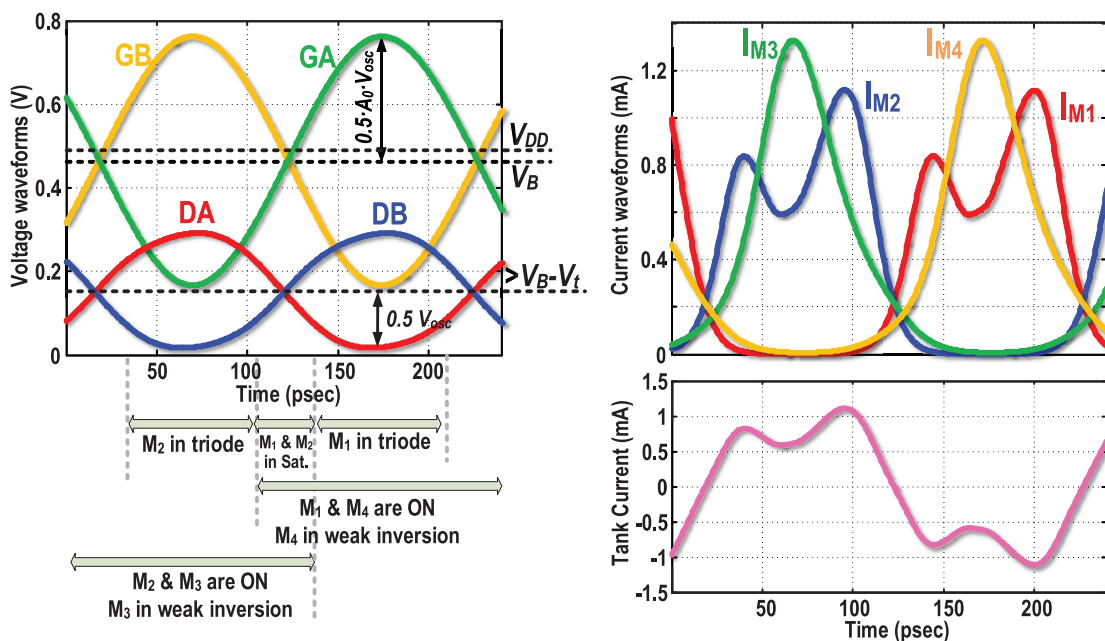 0.8
0.6
0.4
0.2
0
Voltage waveforms (V)
GB
GA
DA
DB
0.5·A0·Vosc
VDD
VB
>VB-Vt
0.5 Vosc
50
100
150
200
Time (psec)
M2 in triode
M1 & M2
in Sat.
M1 in triode
M1 & M4 are ON
M4 in weak inversion
M2 & M3 are ON
M3 in weak inversion
1.2
0.8
0.4
0
Current waveforms (mA)
IM3
IM2
IM4
IM1
1.5
1
0.5
0
-0.5
-1
-1.5
Tank Current (mA)
50
100
150
200
Time (psec)